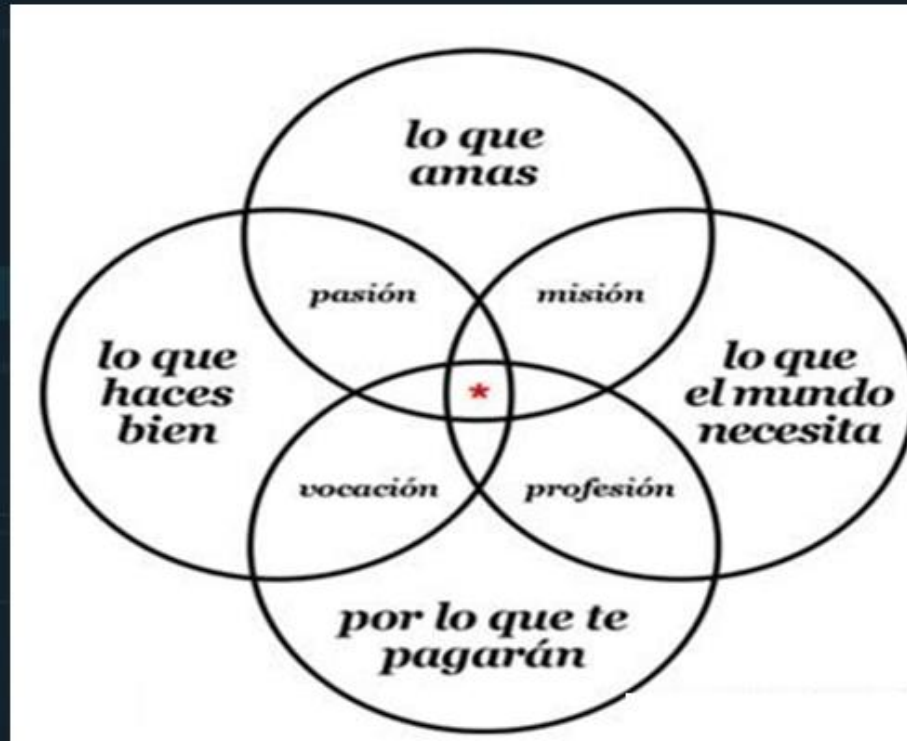 lo que
amas
pasión
misión
lo que
haces
bien
lo que
el mundo
necesita
*
vocación
profesión
por lo que te
pagarán